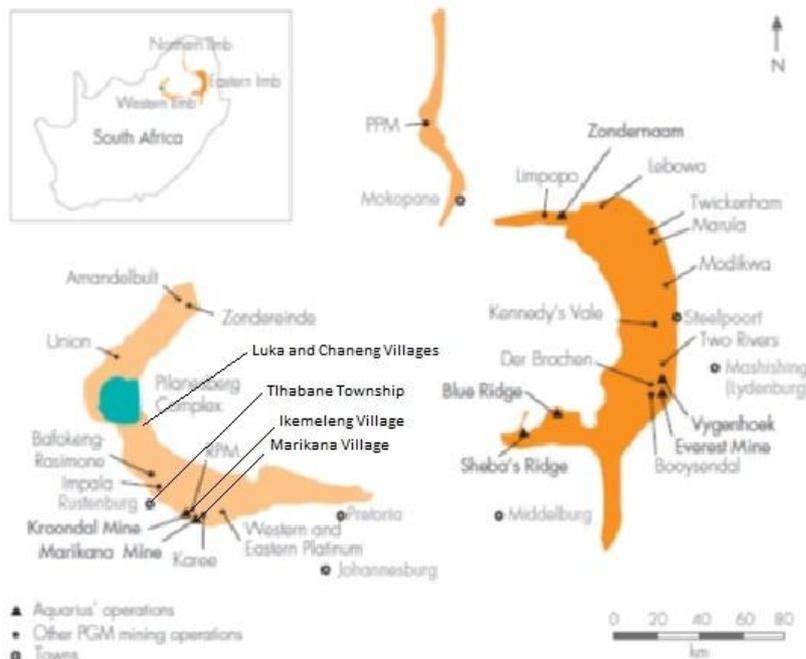 Northern limb
Eastern limb
Western limb
South Africa
N
PPM
Zondernaam
Limpopo
Lebowa
Mokopane
Twickenham
Marula
Modikwa
Kennedy's Vale
Steelpoort
Two Rivers
Der Brochen
Mashishing
(Lydenburg)
Blue Ridge
Vygenhoek
Everest Mine
Sheba's Ridge
Booysendal
Middelburg
Amandelbult
Zondereinde
Union
Luka and Chaneng Villages
Pilanesberg
Complex
Tlhabane Township
Ikemeleng Village
Marikana Village
Bafokeng-
Rasimone
RPM
Impala
Rustenburg
Kroondal Mine
Marikana Mine
Karee
Western and
Eastern Platinum
Pretoria
Johannesburg
Aquarius' operations
Other PGM mining operations
Towns
0 20 40 60 80
km